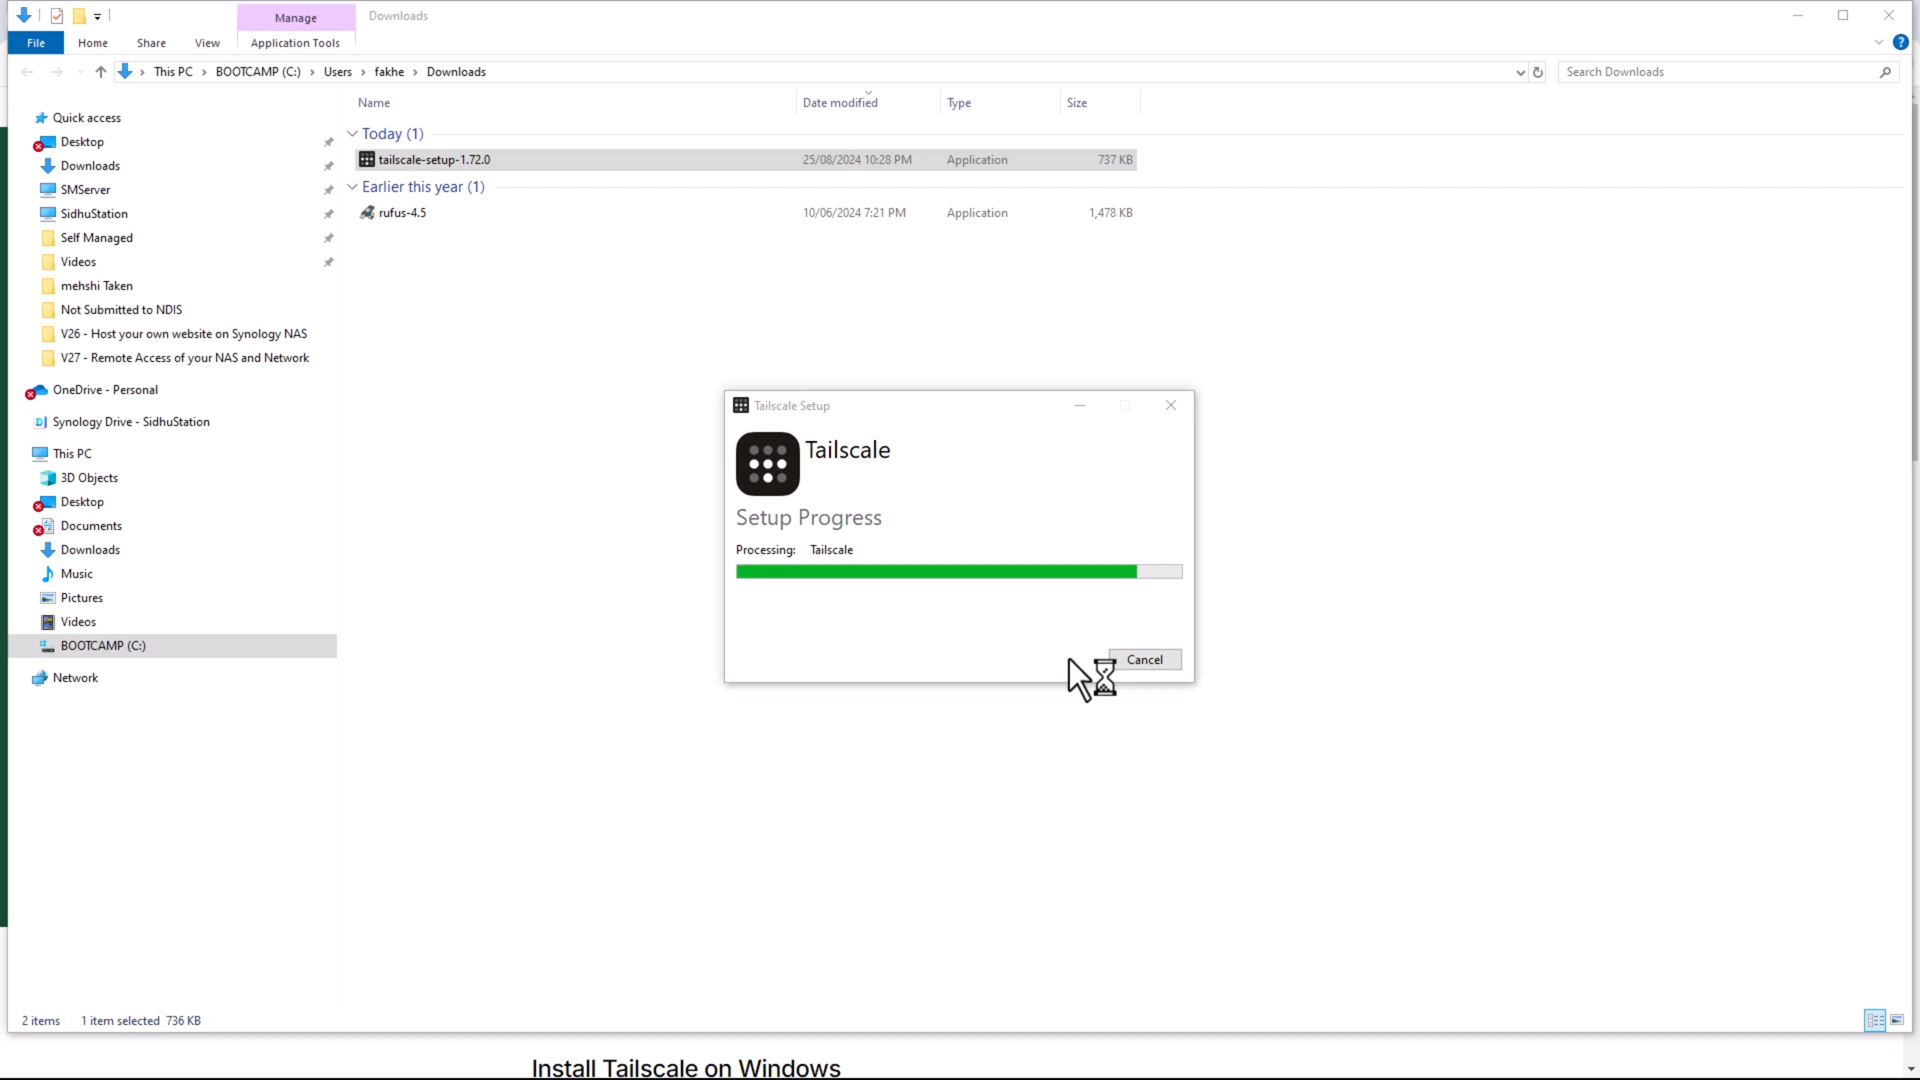 Manage
Downloads
File
Home
Share
View
Application Tools
This PC > BOOTCAMP (C:) > Users > fakhe > Downloads
Search Downloads
Name
Date modified
Type
Size
Quick access
Desktop
Downloads
SMServer
SidhuStation
Self Managed
Videos
mehshi Taken
Not Submitted to NDIS
V26 - Host your own website on Synology NAS
V27 - Remote Access of your NAS and Network
OneDrive - Personal
Synology Drive - SidhuStation
This PC
3D Objects
Desktop
Documents
Downloads
Music
Pictures
Videos
BOOTCAMP (C:)
Network
Today (1)
tailscale-setup-1.72.0 25/08/2024 10:28 PM Application 737 KB
Earlier this year (1)
rufus-4.5 10/06/2024 7:21 PM Application 1,478 KB
Tailscale Setup
Tailscale
Setup Progress
Processing: Tailscale
Cancel
2 items 1 item selected 736 KB
Install Tailscale on Windows